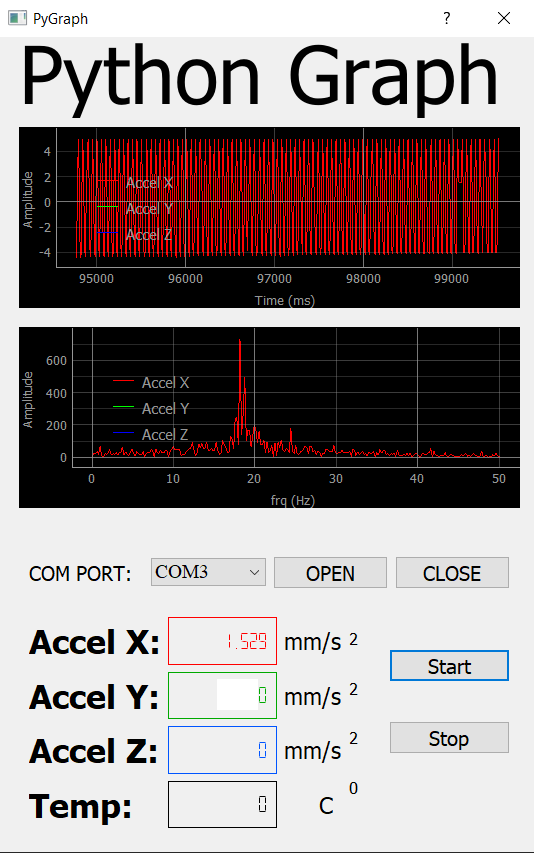 PyGraph ?
Python Graph
Amplitude
4
2
0
-2
-4
Accel X
Accel Y
Accel Z
95000 96000 97000 98000 99000
Time (ms)
Amplitude
600
400
200
0
Accel X
Accel Y
Accel Z
0 10 20 30 40 50
frq (Hz)
COM PORT: COM3 OPEN CLOSE
Accel X: 1.529 mm/s 2
Start
Accel Y: 0 mm/s 2
Accel Z: 0 mm/s 2
Stop
Temp: 0 C 0